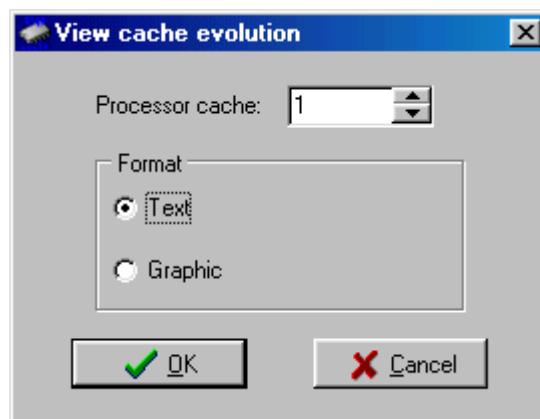 View cache evolution
Processor cache: 1
Format
Text
Graphic
OK Cancel